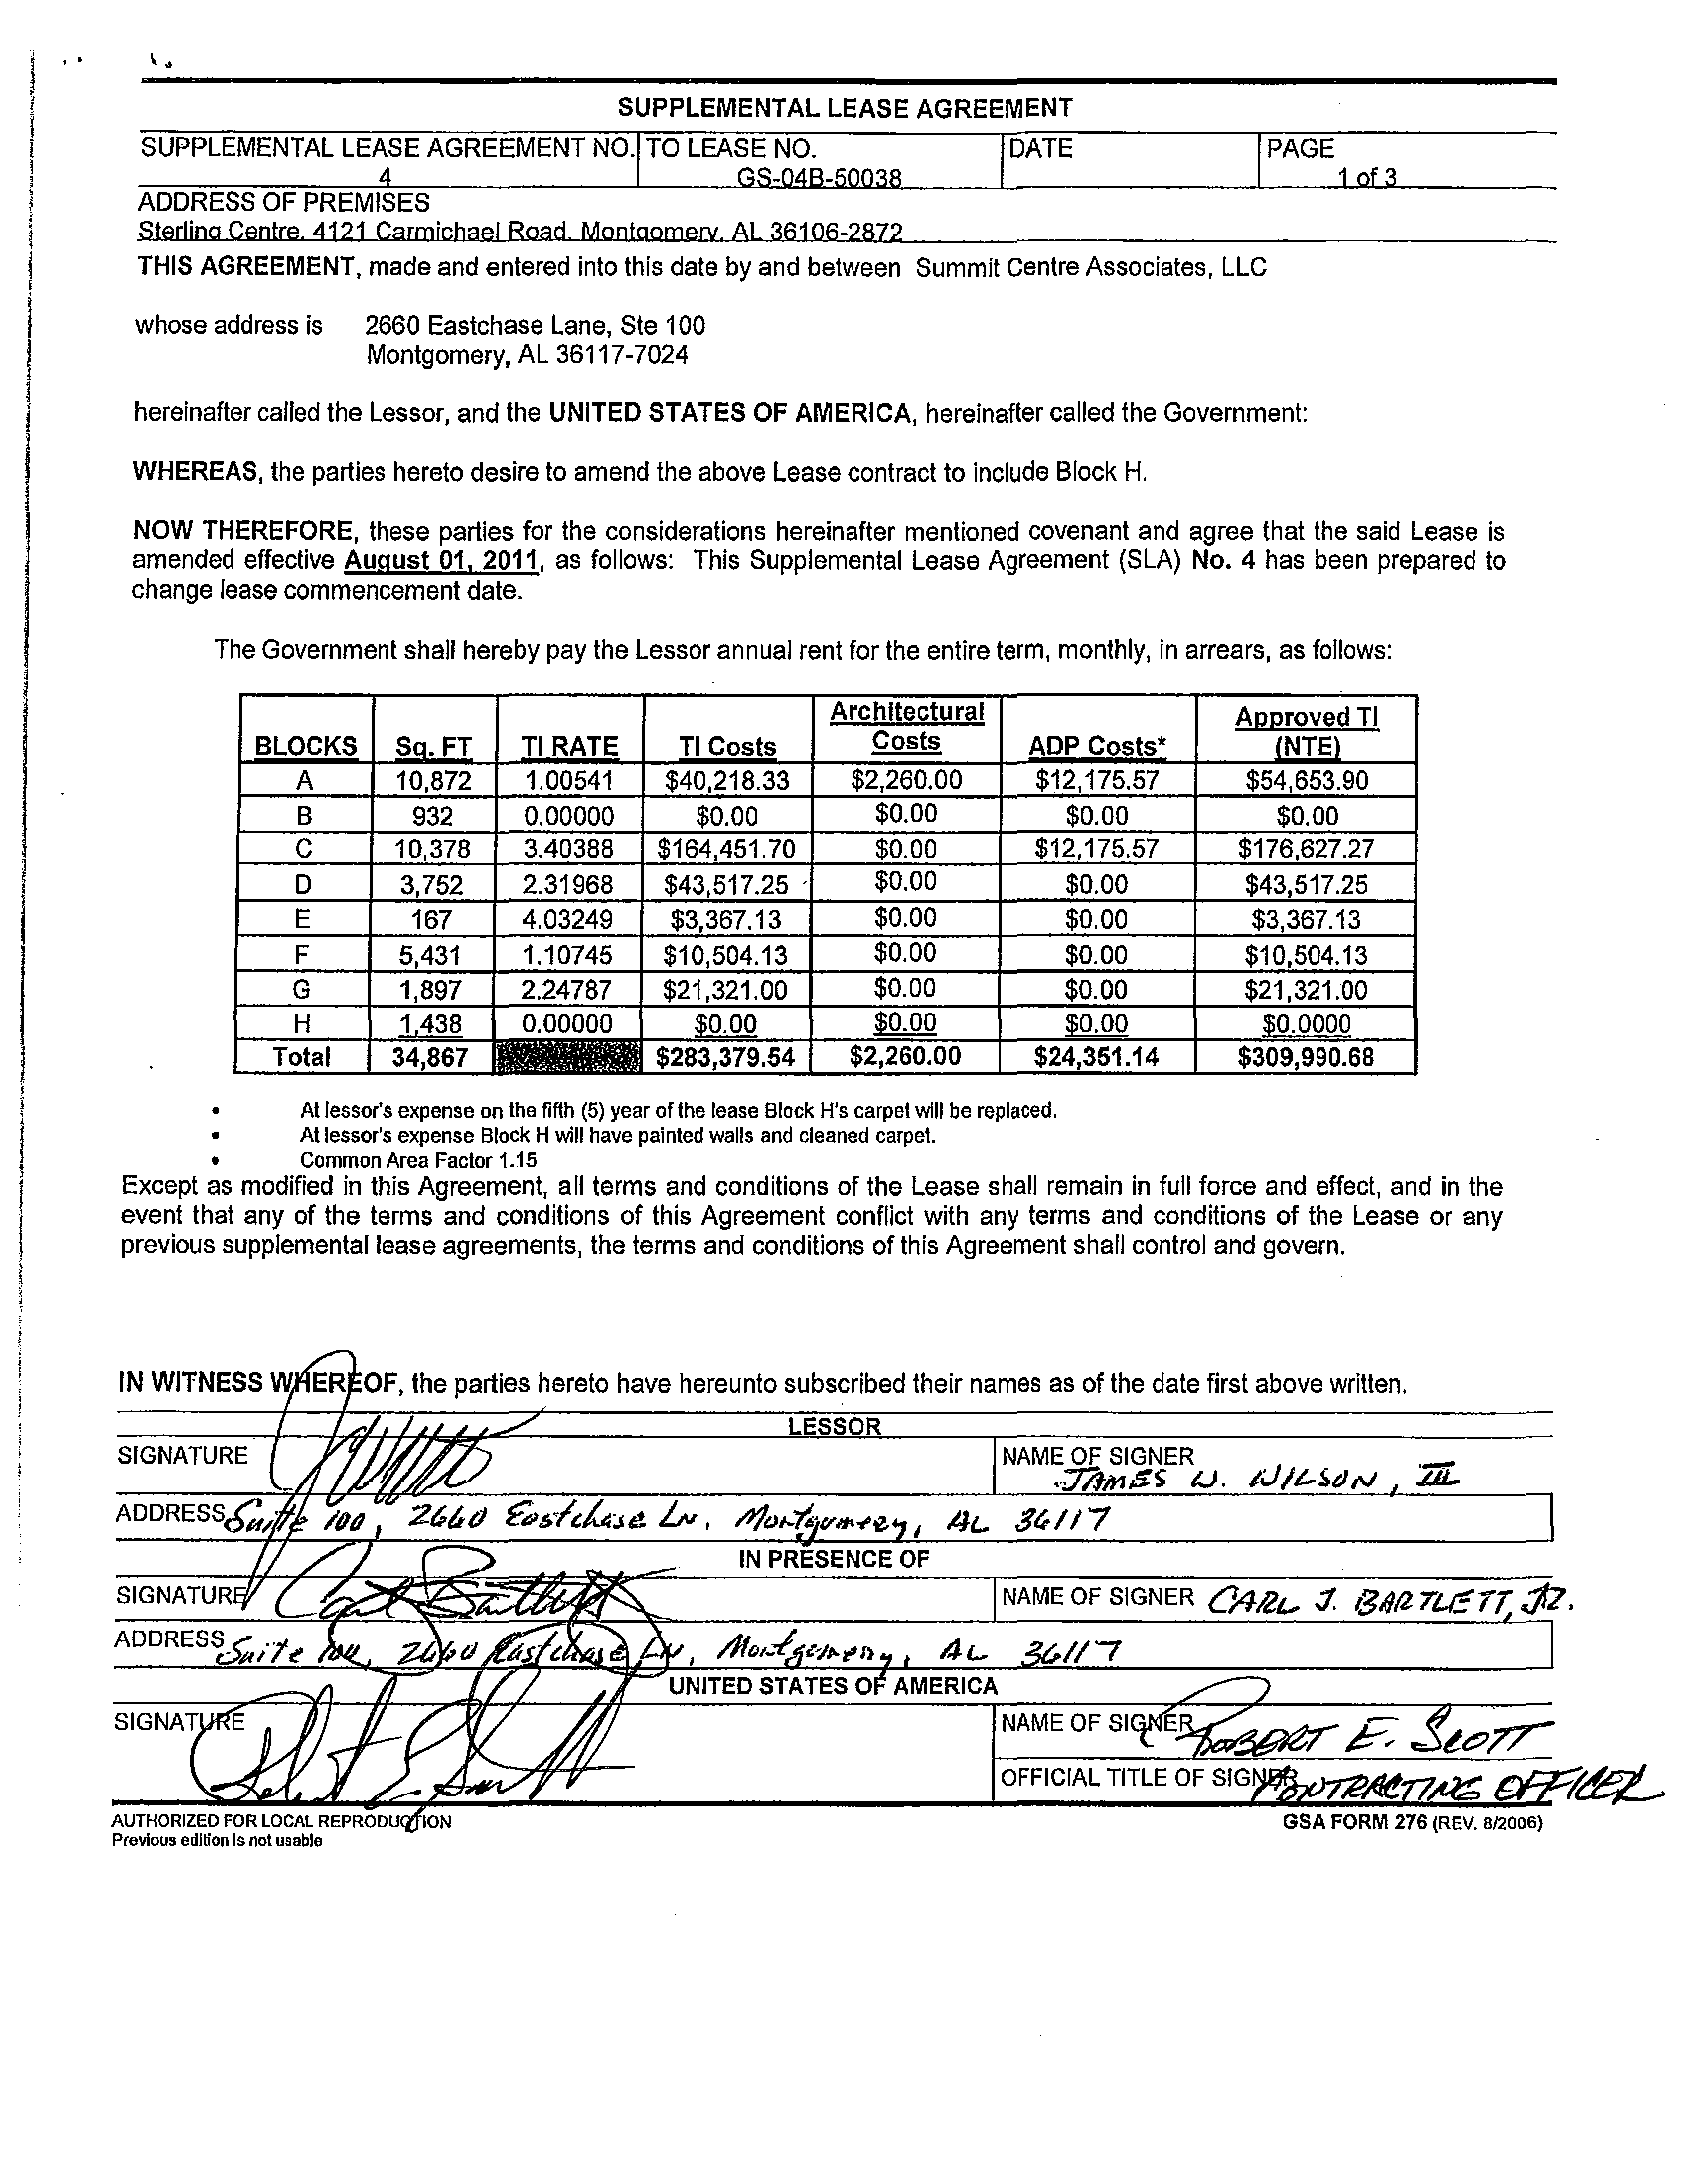 SUPPLEMENTAL LEASE AGREEMENT
SUPPLEMENTAL LEASE AGREEMENT NO. TO LEASE NO. DATE PAGE
4 GS-04B-50038 1 of 3
ADDRESS OF PREMISES
Sterling Centre, 4121 Carmichael Road, Montgomery, AL 36106-2872
THIS AGREEMENT, made and entered into this date by and between Summit Centre Associates, LLC
whose address is 2660 Eastchase Lane, Ste 100
Montgomery, AL 36117-7024
hereinafter called the Lessor, and the UNITED STATES OF AMERICA, hereinafter called the Government:
WHEREAS, the parties hereto desire to amend the above Lease contract to include Block H.
NOW THEREFORE, these parties for the considerations hereinafter mentioned covenant and agree that the said Lease is
amended effective August 01, 2011, as follows: This Supplemental Lease Agreement (SLA) No. 4 has been prepared to
change lease commencement date.
The Government shall hereby pay the Lessor annual rent for the entire term, monthly, in arrears, as follows:
BLOCKS Sq. FT TI RATE TI Costs Architectural Costs ADP Costs* Approved TI (NTE)
A 10,872 1.00541 $40,218.33 $2,260.00 $12,175.57 $54,653.90
B 932 0.00000 $0.00 $0.00 $0.00 $0.00
C 10,378 3.40388 $164,451.70 $0.00 $12,175.57 $176,627.27
D 3,752 2.31968 $43,517.25 $0.00 $0.00 $43,517.25
E 167 4.03249 $3,367.13 $0.00 $0.00 $3,367.13
F 5,431 1.10745 $10,504.13 $0.00 $0.00 $10,504.13
G 1,897 2.24787 $21,321.00 $0.00 $0.00 $21,321.00
H 1,438 0.00000 $0.00 $0.00 $0.00 $0.0000
Total 34,867 $283,379.54 $2,260.00 $24,351.14 $309,990.68
• At lessor's expense on the fifth (5) year of the lease Block H's carpet will be replaced.
• At lessor's expense Block H will have painted walls and cleaned carpet.
• Common Area Factor 1.15
Except as modified in this Agreement, all terms and conditions of the Lease shall remain in full force and effect, and in the
event that any of the terms and conditions of this Agreement conflict with any terms and conditions of the Lease or any
previous supplemental lease agreements, the terms and conditions of this Agreement shall control and govern.
IN WITNESS WHEREOF, the parties hereto have hereunto subscribed their names as of the date first above written.
LESSOR
SIGNATURE NAME OF SIGNER
JAMES W. WILSON, III
ADDRESS Suite 100, 2660 Eastchase LN, Montgomery, AL 36117
IN PRESENCE OF
SIGNATURE NAME OF SIGNER CARL J. BARTLETT, JR.
ADDRESS Suite 100, 2660 Eastchase LN, Montgomery, AL 36117
UNITED STATES OF AMERICA
SIGNATURE NAME OF SIGNER ROBERT E. SCOTT
OFFICIAL TITLE OF SIGNER CONTRACTING OFFICER
AUTHORIZED FOR LOCAL REPRODUCTION GSA FORM 276 (REV. 8/2006)
Previous edition is not usable